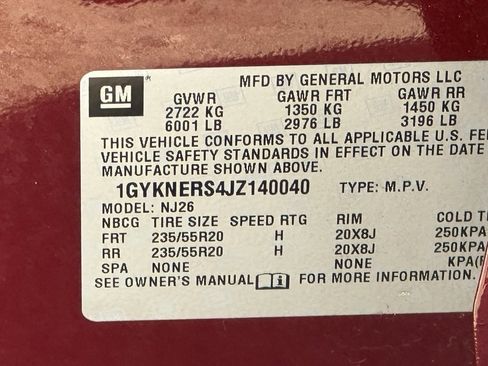 GM
MFD BY GENERAL MOTORS LLC
GVWR GAWR FRT GAWR RR
2722 KG 1350 KG 1450 KG
6001 LB 2976 LB 3196 LB
THIS VEHICLE CONFORMS TO ALL APPLICABLE U.S. FE
VEHICLE SAFETY STANDARDS IN EFFECT ON THE DATE
MANUFACTURE SHOWN ABOVE.
1GYKNERS4JZ140040 TYPE: M.P.V.
MODEL: NJ26
NBCG TIRE SIZE SPEED RTG RIM COLD T
FRT 235/55R20 H 20X8J 250KPA
RR 235/55R20 H 20X8J 250KPA
SPA NONE NONE KPA(
SEE OWNER'S MANUAL FOR MORE INFORMATION.